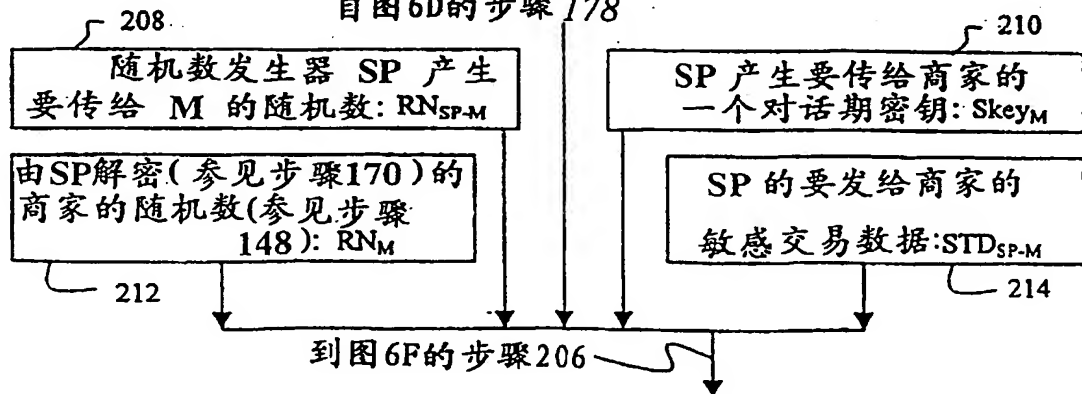 自图6D的步骤178
208
随机数发生器 SP 产生
要传给 M 的随机数: RN_SP-M
210
SP 产生要传给商家的
一个对话期密钥: Skey_M
由SP解密(参见步骤170)的
商家的随机数(参见步骤
148): RN_M
212
SP 的要发给商家的
敏感交易数据:STD_SP-M
214
到图6F的步骤206